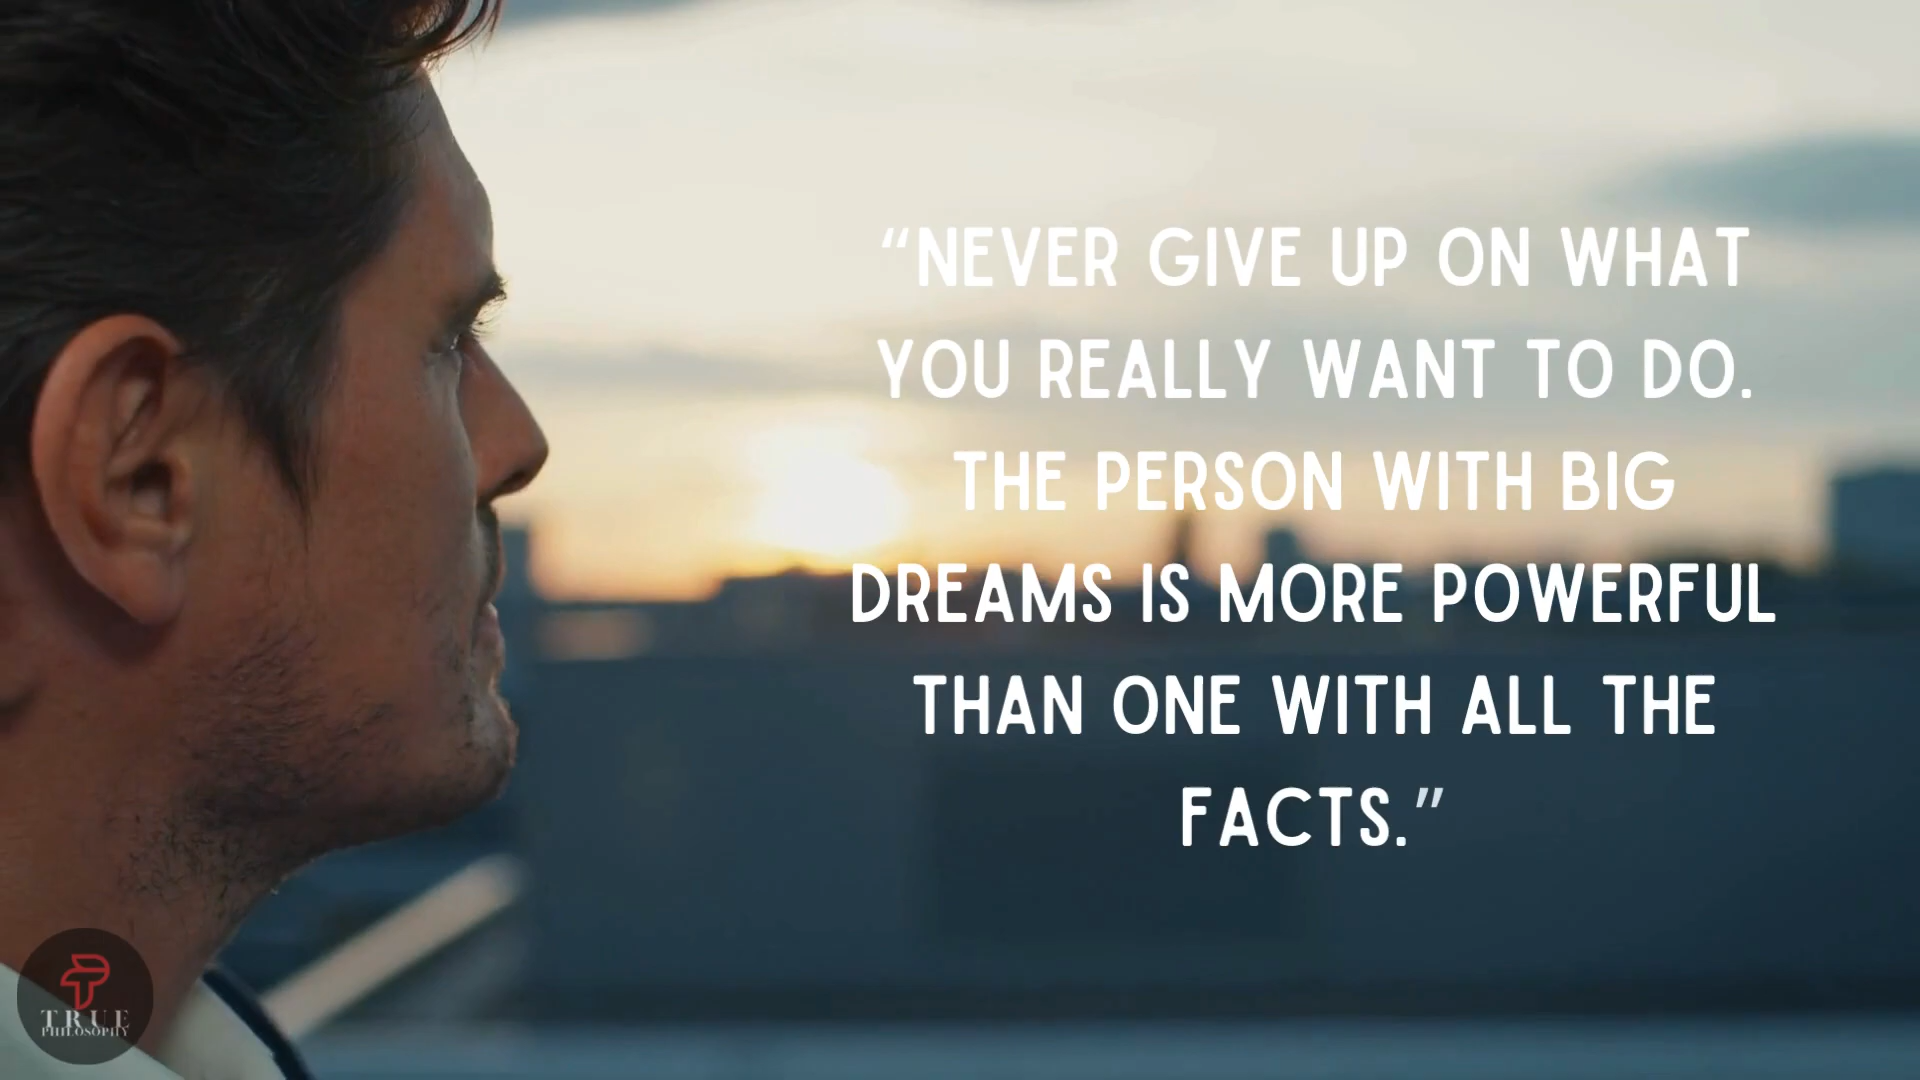 “NEVER GIVE UP ON WHAT
YOU REALLY WANT TO DO.
THE PERSON WITH BIG
DREAMS IS MORE POWERFUL
THAN ONE WITH ALL THE
FACTS.”
TRUE
PHILOSOPHY